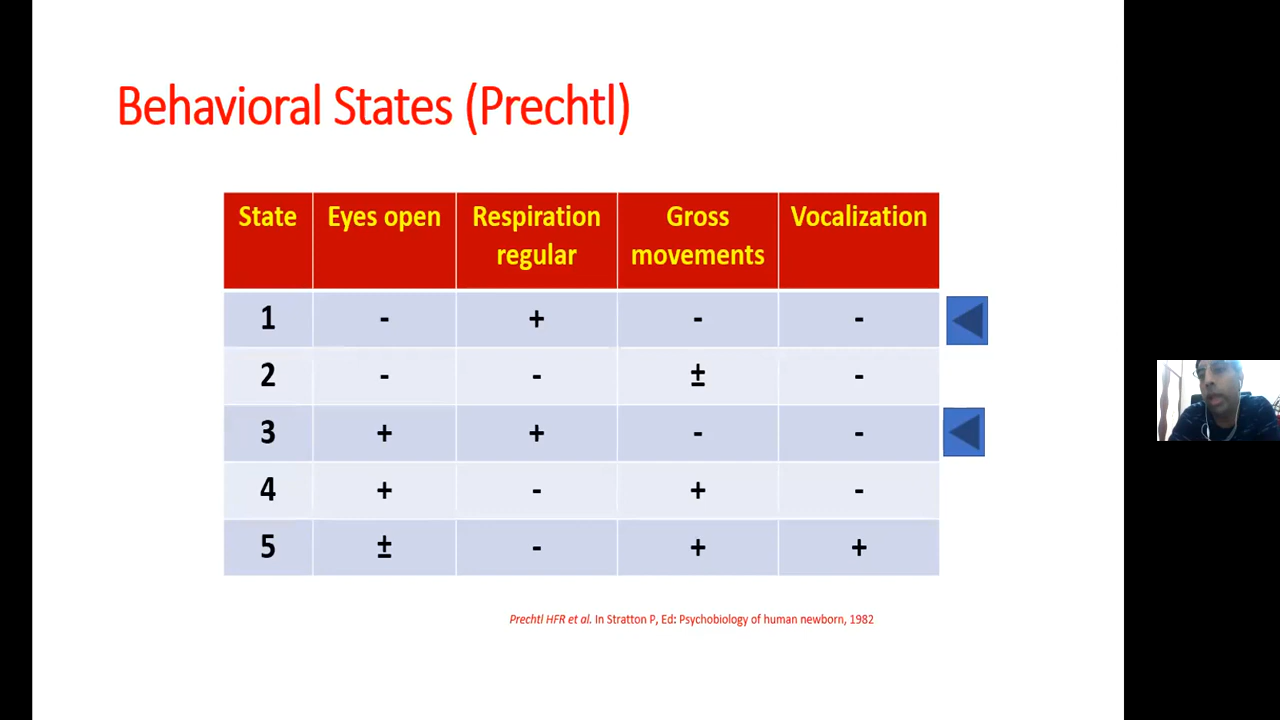 Behavioral States (Prechtl)
State Eyes open Respiration regular Gross movements Vocalization
1 - + - -
2 - - ± -
3 + + - -
4 + - + -
5 ± - + +
Prechtl HFR et al. In Stratton P, Ed: Psychobiology of human newborn, 1982